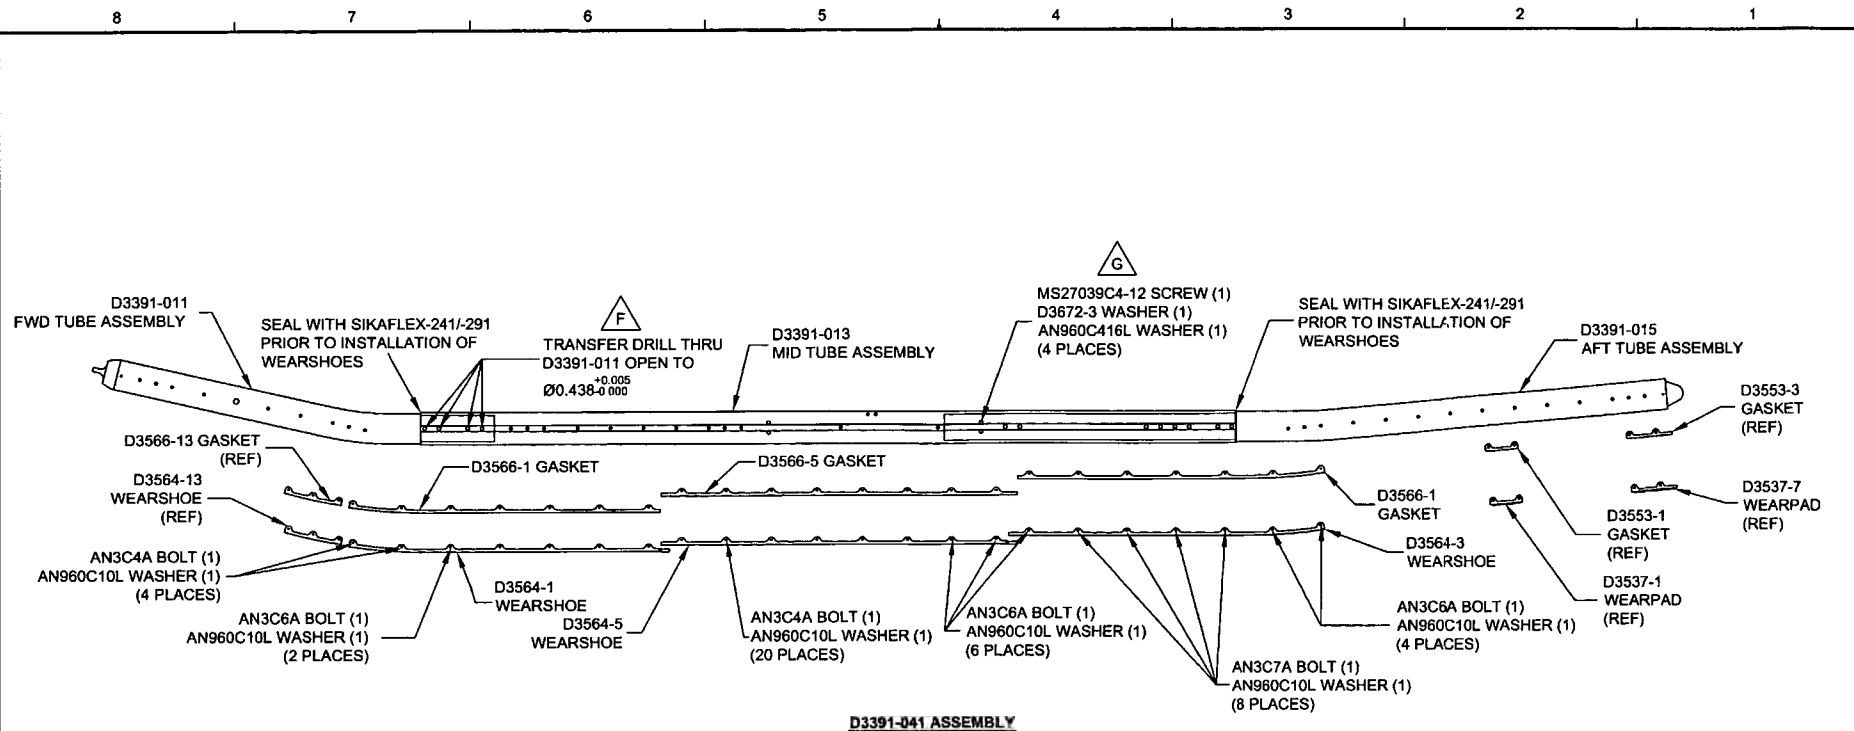 8 7 6 5 4 3 2 1
D3391-011
FWD TUBE ASSEMBLY
SEAL WITH SIKAFLEX-241/-291
PRIOR TO INSTALLATION OF
WEARSHOES
F
TRANSFER DRILL THRU
D3391-011 OPEN TO
Ø0.438 +0.005
-0.000
D3391-013
MID TUBE ASSEMBLY
G
MS27039C4-12 SCREW (1)
D3672-3 WASHER (1)
AN960C416L WASHER (1)
(4 PLACES)
SEAL WITH SIKAFLEX-241/-291
PRIOR TO INSTALLATION OF
WEARSHOES
D3391-015
AFT TUBE ASSEMBLY
D3553-3
GASKET
(REF)
D3566-13 GASKET
(REF)
D3566-1 GASKET
D3566-5 GASKET
D3564-13
WEARSHOE
(REF)
D3566-1
GASKET
D3537-7
WEARPAD
(REF)
D3553-1
GASKET
(REF)
D3564-3
WEARSHOE
AN3C4A BOLT (1)
AN960C10L WASHER (1)
(4 PLACES)
D3564-1
WEARSHOE
D3537-1
WEARPAD
(REF)
AN3C6A BOLT (1)
AN960C10L WASHER (1)
(2 PLACES)
D3564-5
WEARSHOE
AN3C4A BOLT (1)
AN960C10L WASHER (1)
(20 PLACES)
AN3C6A BOLT (1)
AN960C10L WASHER (1)
(6 PLACES)
AN3C6A BOLT (1)
AN960C10L WASHER (1)
(4 PLACES)
AN3C7A BOLT (1)
AN960C10L WASHER (1)
(8 PLACES)
D3391-041 ASSEMBLY